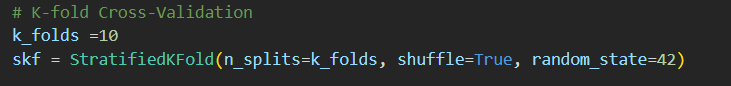 # K-fold Cross-Validation
k_folds =10
skf = StratifiedKFold(n_splits=k_folds, shuffle=True, random_state=42)